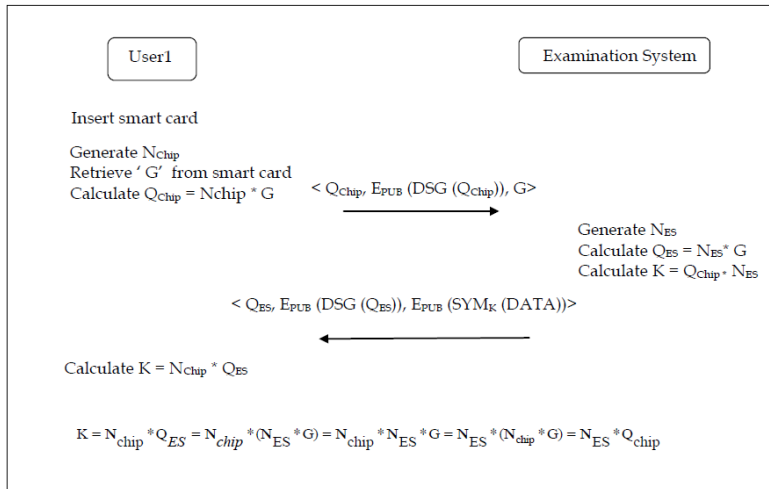 User1
Examination System
Insert smart card
Generate NChip
Retrieve ‘ G’ from smart card
Calculate QChip = Nchip * G
< QChip, EPUB (DSG (QChip)), G>
Generate NES
Calculate QES = NES* G
Calculate K = QChip * NES
< QES, EPUB (DSG (QES)), EPUB (SYMK (DATA))>
Calculate K = NChip * QES
K = Nchip *QES = Nchip *(NES *G) = Nchip *NES *G = NES *(Nchip *G) = NES *Qchip